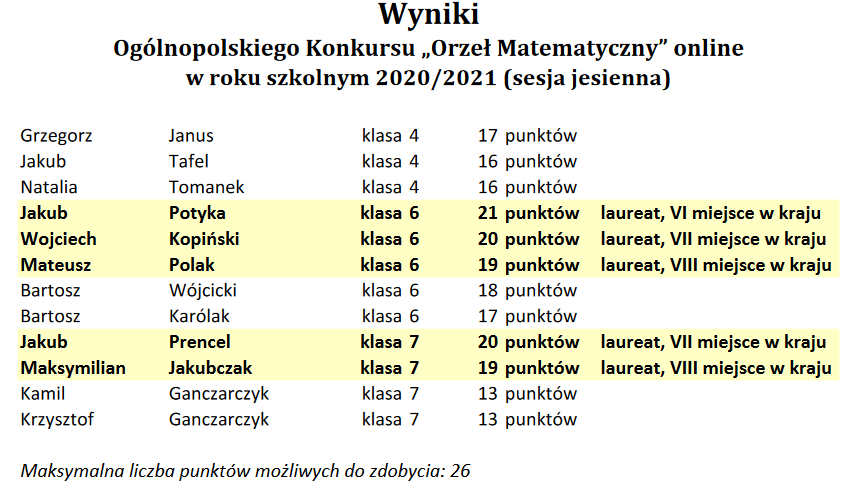 Wyniki
Ogólnopolskiego Konkursu „Orzeł Matematyczny” online
w roku szkolnym 2020/2021 (sesja jesienna)
Grzegorz Janus klasa 4 17 punktów
Jakub Tafel klasa 4 16 punktów
Natalia Tomanek klasa 4 16 punktów
Jakub Potyka klasa 6 21 punktów laureat, VI miejsce w kraju
Wojciech Kopiński klasa 6 20 punktów laureat, VII miejsce w kraju
Mateusz Polak klasa 6 19 punktów laureat, VIII miejsce w kraju
Bartosz Wójcicki klasa 6 18 punktów
Bartosz Karólak klasa 6 17 punktów
Jakub Prencel klasa 7 20 punktów laureat, VII miejsce w kraju
Maksymilian Jakubczak klasa 7 19 punktów laureat, VIII miejsce w kraju
Kamil Ganczarczyk klasa 7 13 punktów
Krzysztof Ganczarczyk klasa 7 13 punktów
Maksymalna liczba punktów możliwych do zdobycia: 26